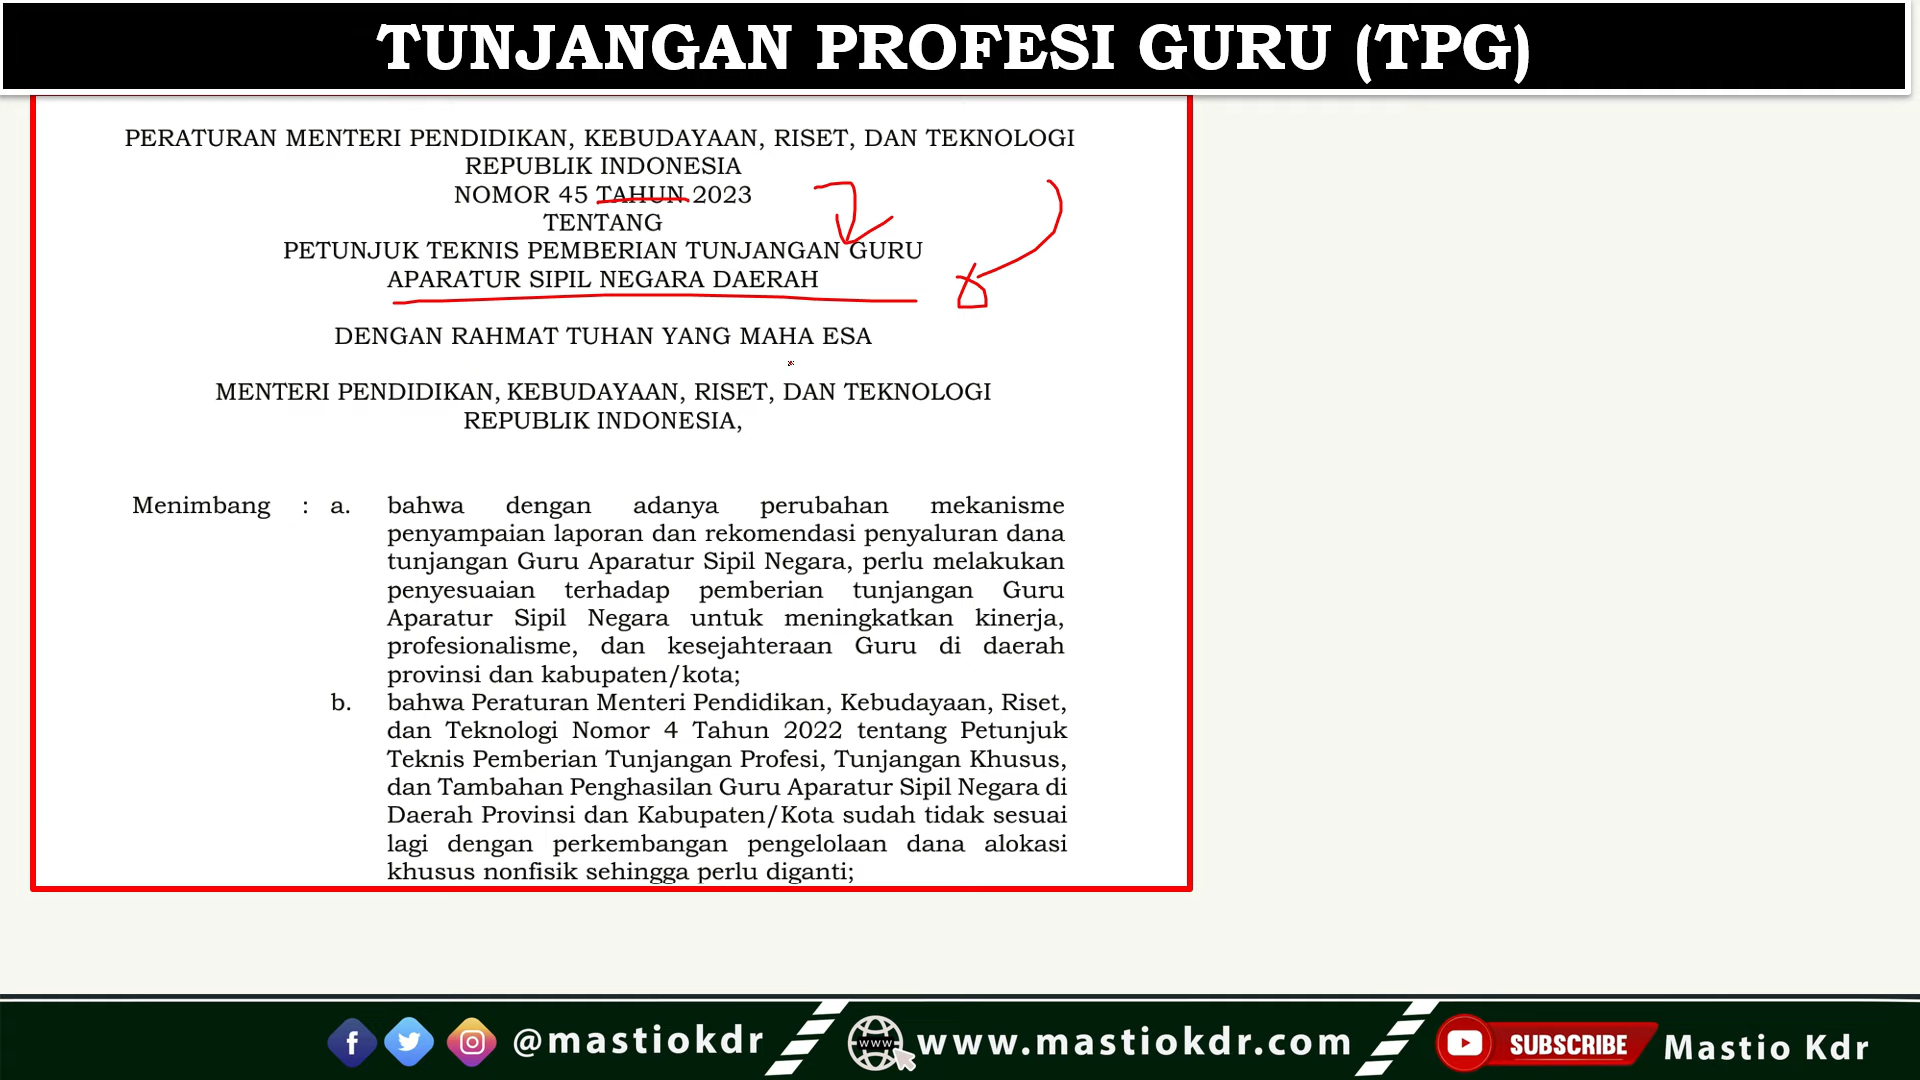 TUNJANGAN PROFESI GURU (TPG)
PERATURAN MENTERI PENDIDIKAN, KEBUDAYAAN, RISET, DAN TEKNOLOGI
REPUBLIK INDONESIA
NOMOR 45 TAHUN 2023
TENTANG
PETUNJUK TEKNIS PEMBERIAN TUNJANGAN GURU
APARATUR SIPIL NEGARA DAERAH
DENGAN RAHMAT TUHAN YANG MAHA ESA
MENTERI PENDIDIKAN, KEBUDAYAAN, RISET, DAN TEKNOLOGI
REPUBLIK INDONESIA,
Menimbang : a. bahwa dengan adanya perubahan mekanisme
penyampaian laporan dan rekomendasi penyaluran dana
tunjangan Guru Aparatur Sipil Negara, perlu melakukan
penyesuaian terhadap pemberian tunjangan Guru
Aparatur Sipil Negara untuk meningkatkan kinerja,
profesionalisme, dan kesejahteraan Guru di daerah
provinsi dan kabupaten/kota;
b. bahwa Peraturan Menteri Pendidikan, Kebudayaan, Riset,
dan Teknologi Nomor 4 Tahun 2022 tentang Petunjuk
Teknis Pemberian Tunjangan Profesi, Tunjangan Khusus,
dan Tambahan Penghasilan Guru Aparatur Sipil Negara di
Daerah Provinsi dan Kabupaten/Kota sudah tidak sesuai
lagi dengan perkembangan pengelolaan dana alokasi
khusus nonfisik sehingga perlu diganti;
@mastiokdr
www
www.mastiokdr.com
SUBSCRIBE
Mastio Kdr